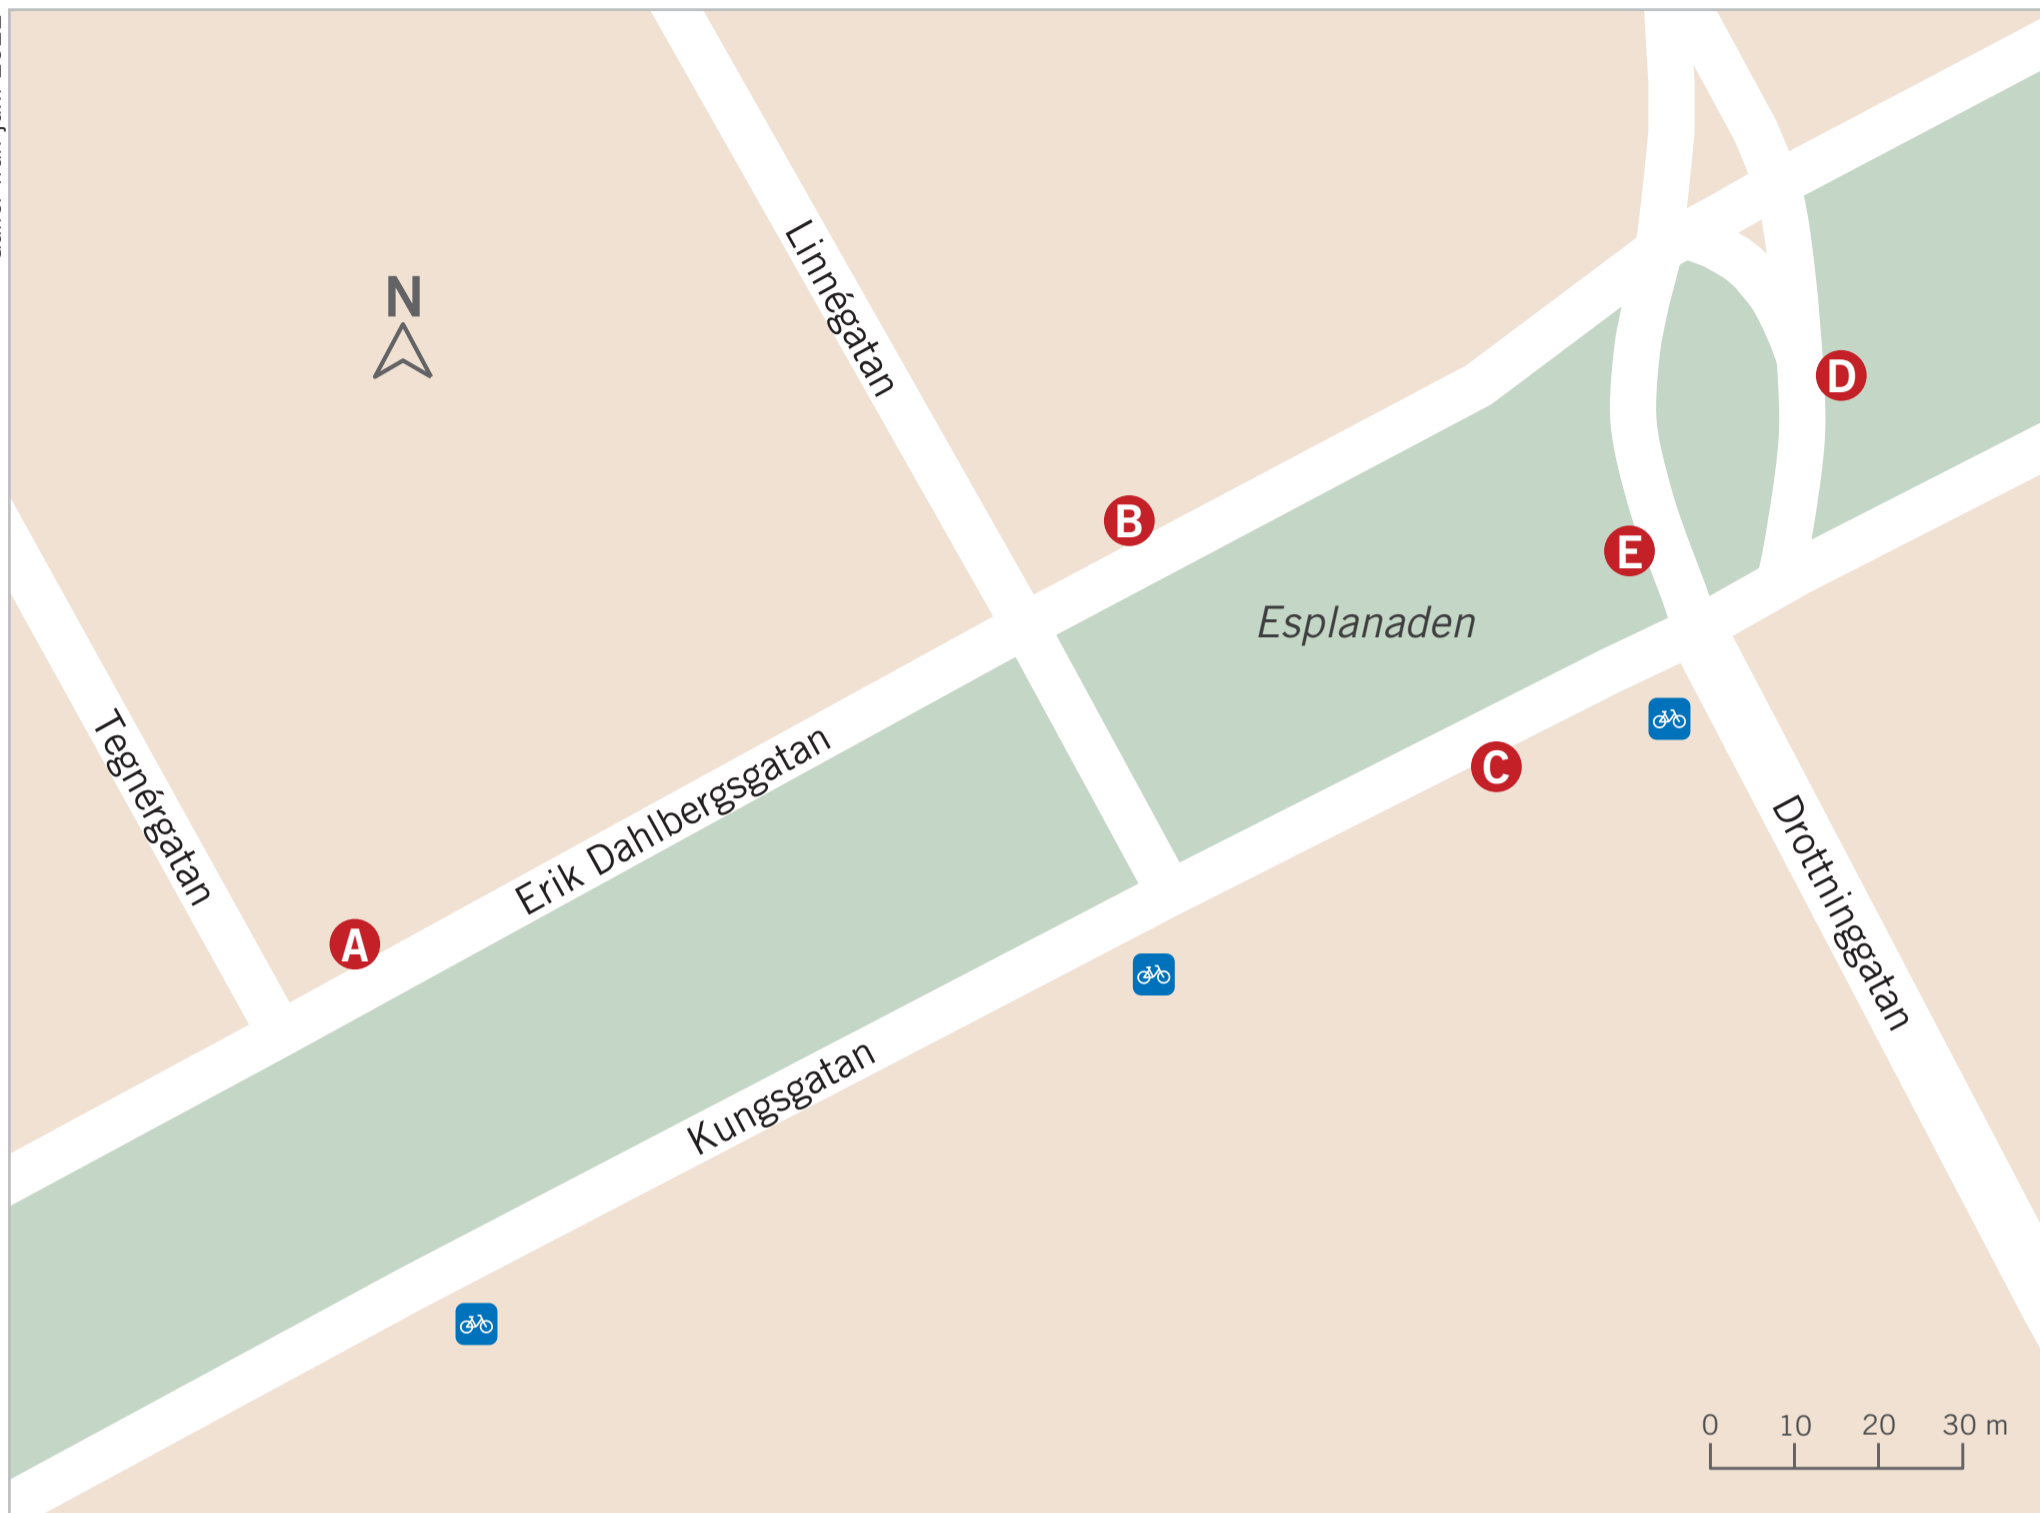 N
Linnégatan
D
B
E
Esplanaden
Tegnérgatan
Erik Dahlbergsgatan
C
Drottninggatan
A
Kungsgatan
0 10 20 30 m